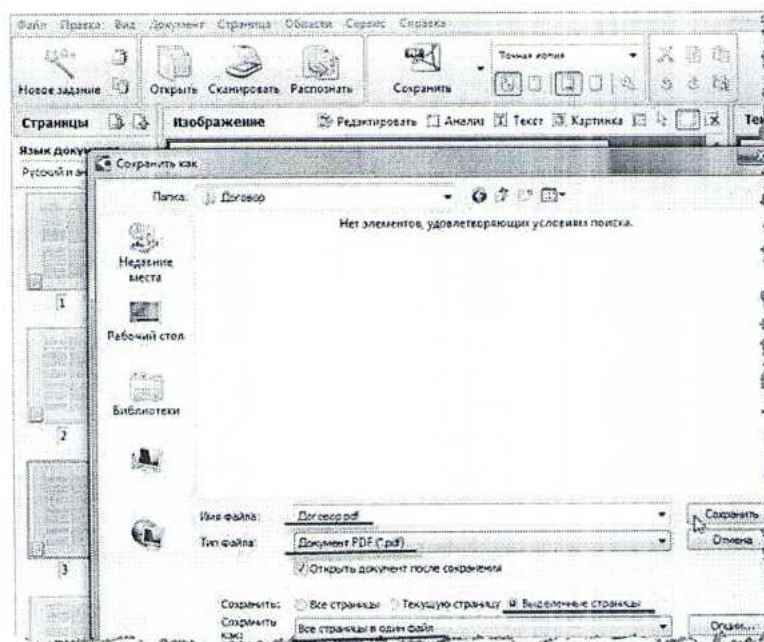 Файл Правка Вид Документ Страница Области Сервис Справка
Точная копия
Новое задание Открыть Сканировать Распознать Сохранить
Страницы Изображение Редактировать Анализ Текст Картинка
Язык
Русский и
Сохранить как
Папка: Договор
Нет элементов, удовлетворяющих условиям поиска.
Недавние
места
1
Рабочий стол
Библиотеки
2
Имя файла: Договор.pdf Сохранить
Тип файла: Документ PDF (*.pdf) Отмена
3
Открыть документ после сохранения
Сохранить: Все страницы Текущую страницу Выделенные страницы
Сохранить как: Все страницы в один файл Опции...